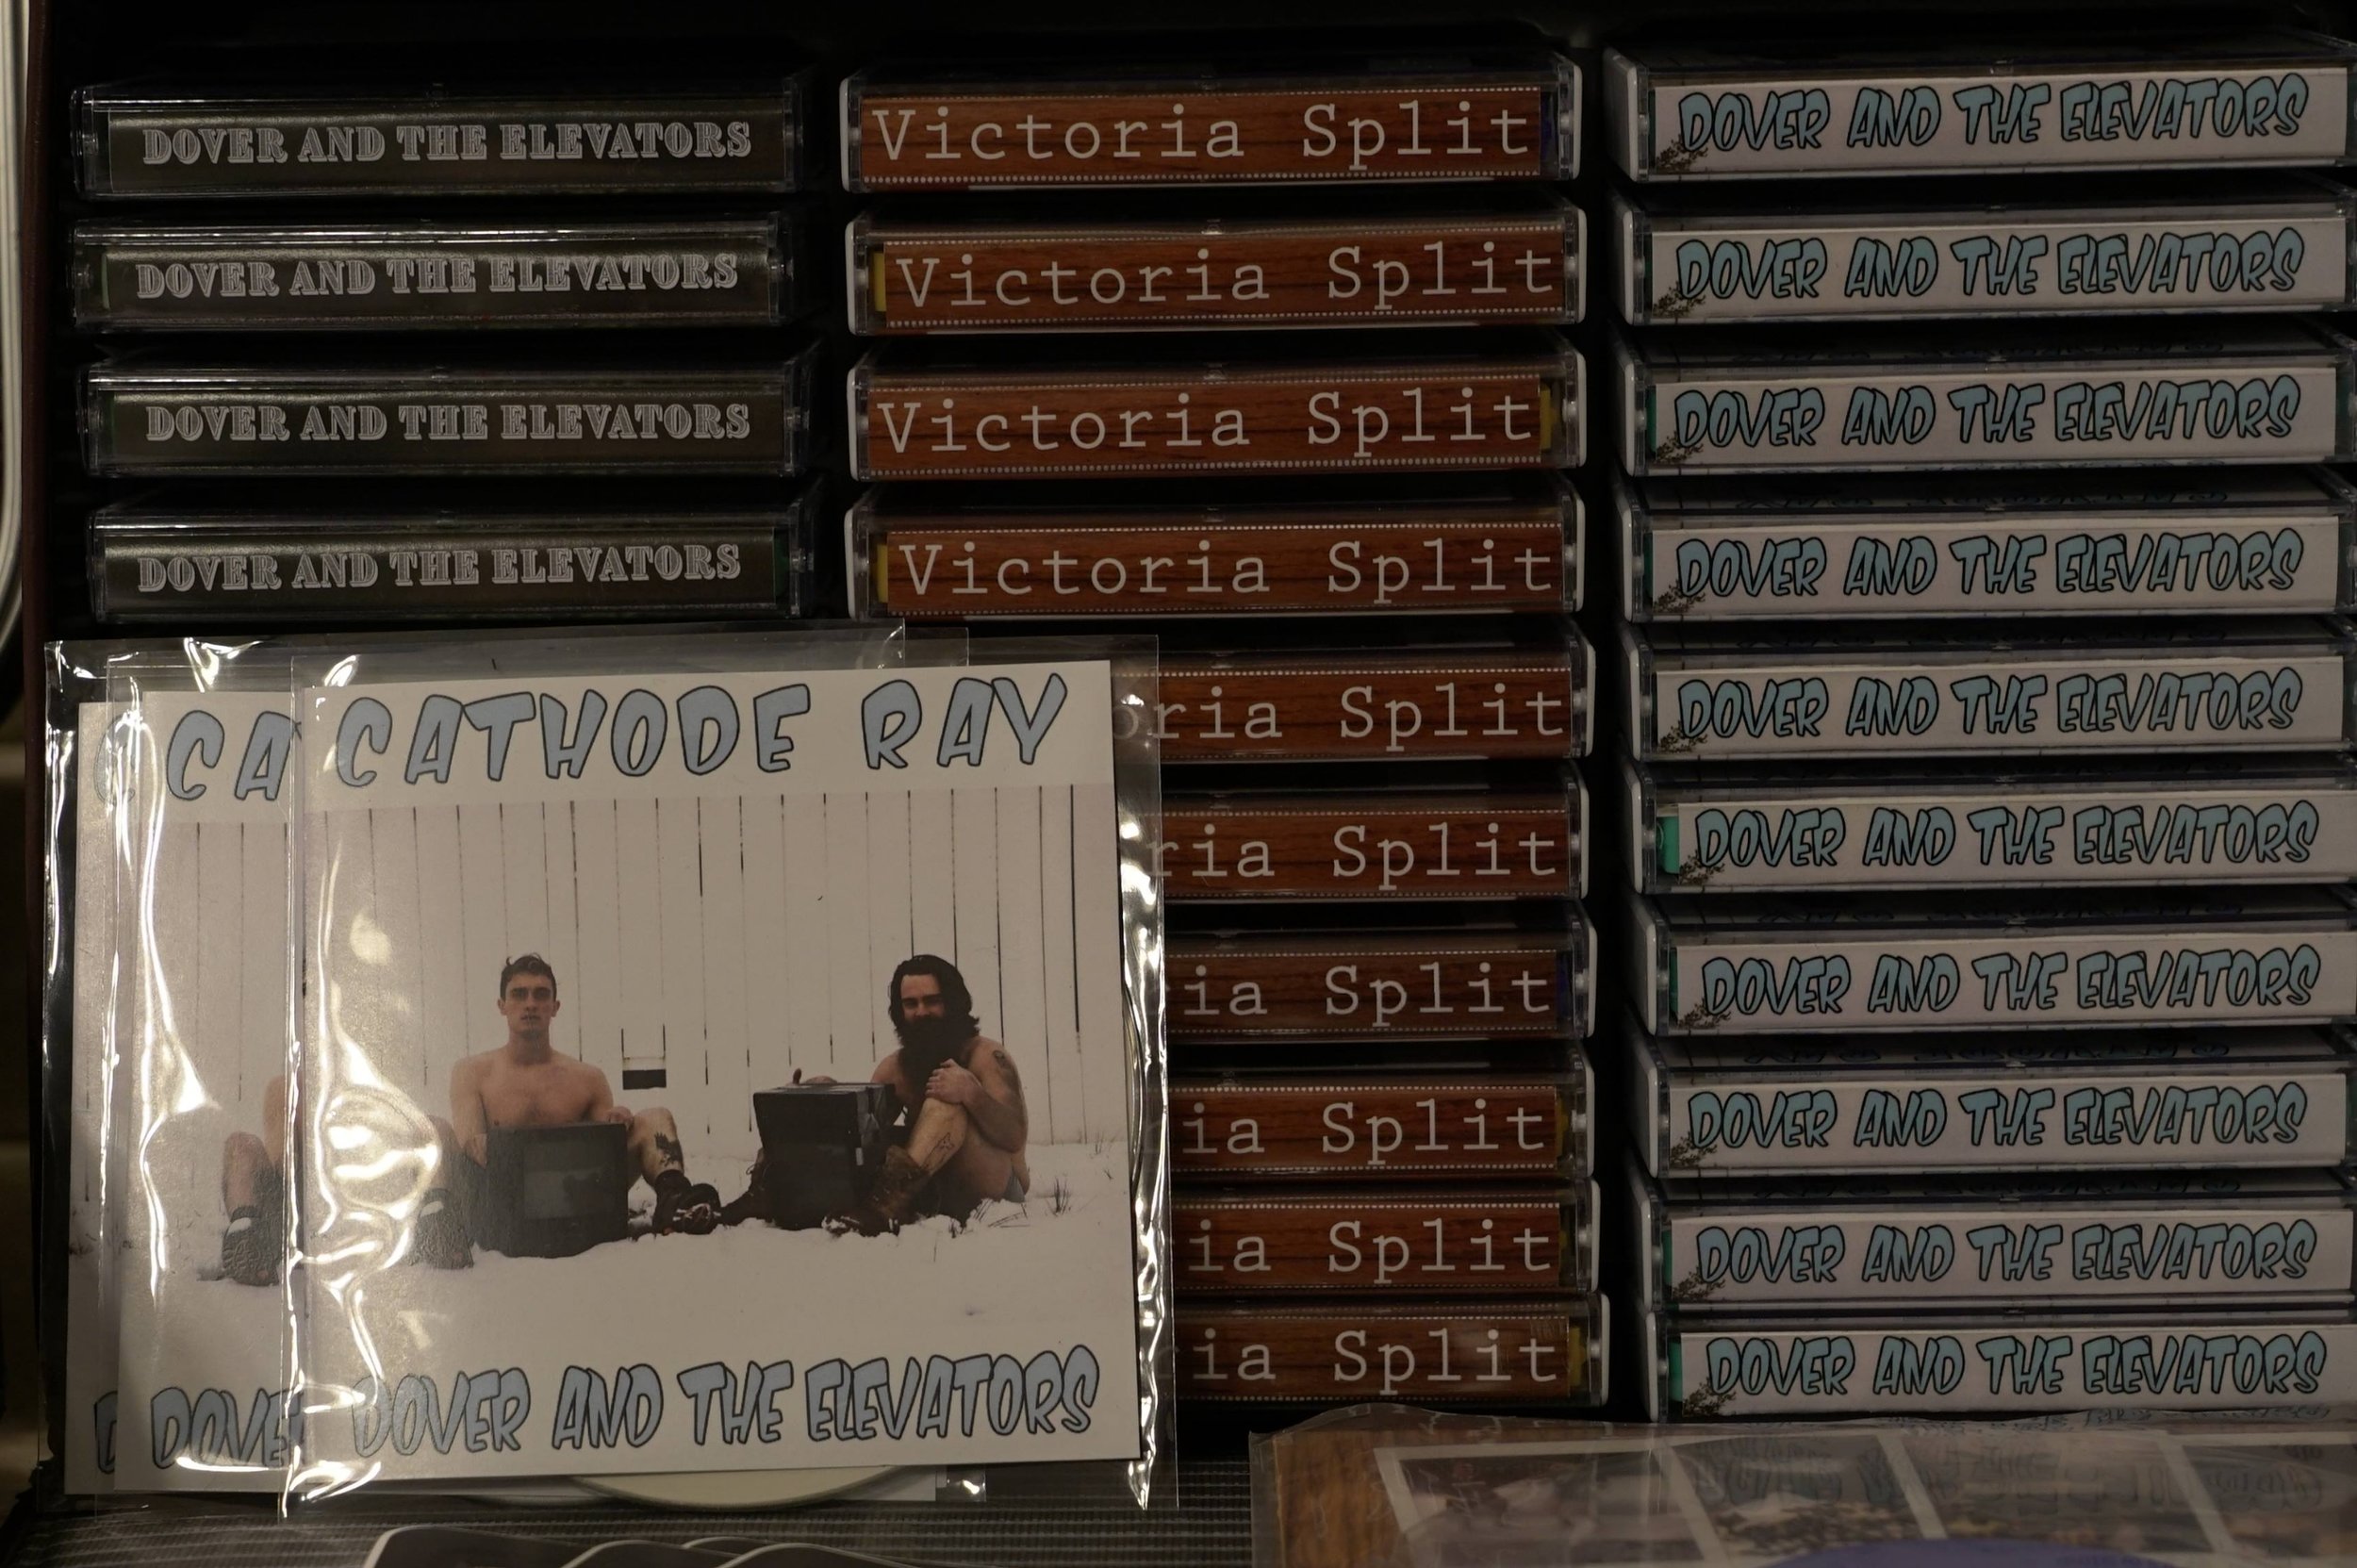 DOVER AND THE ELEVATORS
DOVER AND THE ELEVATORS
DOVER AND THE ELEVATORS
DOVER AND THE ELEVATORS
Victoria Split
Victoria Split
Victoria Split
Victoria Split
oria Split
ria Split
ia Split
ia Split
ia Split
ia Split
DOVER AND THE ELEVATORS
DOVER AND THE ELEVATORS
DOVER AND THE ELEVATORS
DOVER AND THE ELEVATORS
DOVER AND THE ELEVATORS
DOVER AND THE ELEVATORS
DOVER AND THE ELEVATORS
DOVER AND THE ELEVATORS
DOVER AND THE ELEVATORS
DOVER AND THE ELEVATORS
C CA CATHODE RAY
D DOVE DOVER AND THE ELEVATORS